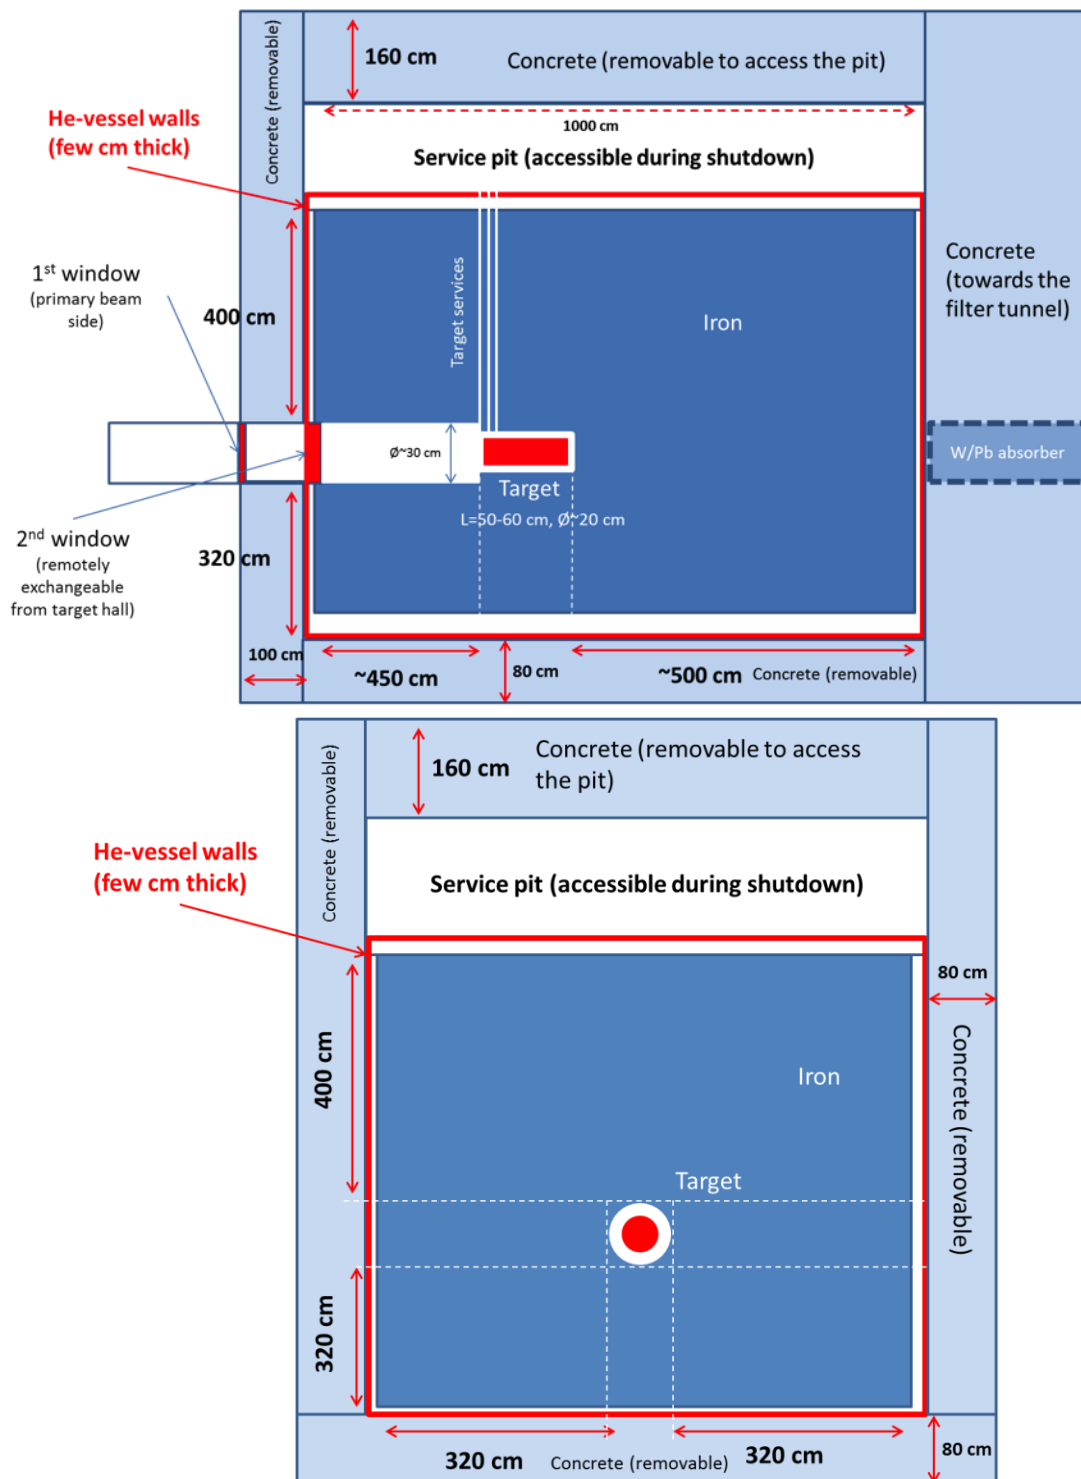 160 cm
Concrete (removable to access the pit)
Concrete (removable)
1000 cm
He-vessel walls
(few cm thick)
Service pit (accessible during shutdown)
1st window
(primary beam
side)
400 cm
Target services
Iron
Concrete
(towards the
filter tunnel)
Ø~30 cm
W/Pb absorber
Target
L=50-60 cm, Ø~20 cm
2nd window
(remotely
exchangeable
from target hall)
320 cm
100 cm
~450 cm
80 cm
~500 cm
Concrete (removable)
Concrete (removable)
160 cm
Concrete (removable to access
the pit)
He-vessel walls
(few cm thick)
Service pit (accessible during shutdown)
80 cm
400 cm
Iron
Concrete (removable)
Target
320 cm
320 cm
Concrete (removable)
320 cm
80 cm